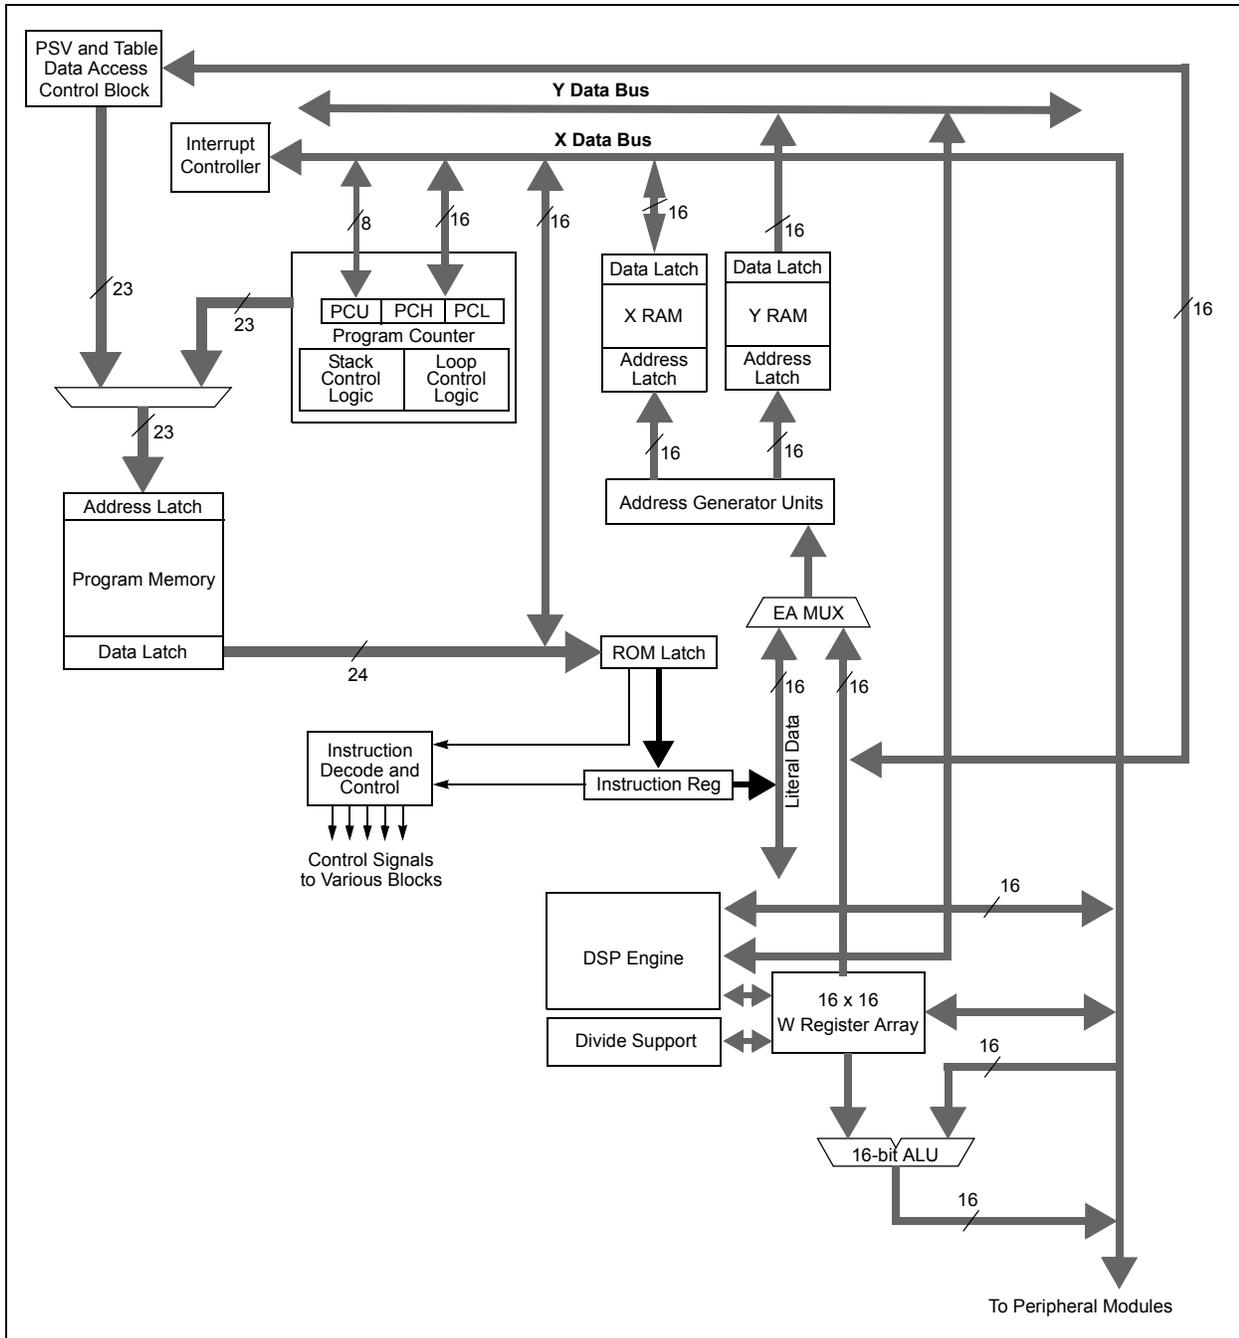 PSV and Table
Data Access
Control Block
Y Data Bus
Interrupt
Controller
X Data Bus
8
16
16
16
16
23
23
16
PCU
PCH
PCL
Program Counter
Stack
Control
Logic
Loop
Control
Logic
Data Latch
X RAM
Address
Latch
Data Latch
Y RAM
Address
Latch
23
16
16
Address Latch
Program Memory
Data Latch
Address Generator Units
EA MUX
24
ROM Latch
16
16
Literal Data
Instruction
Decode and
Control
Instruction Reg
Control Signals
to Various Blocks
16
DSP Engine
16 x 16
W Register Array
Divide Support
16
16-bit ALU
16
To Peripheral Modules